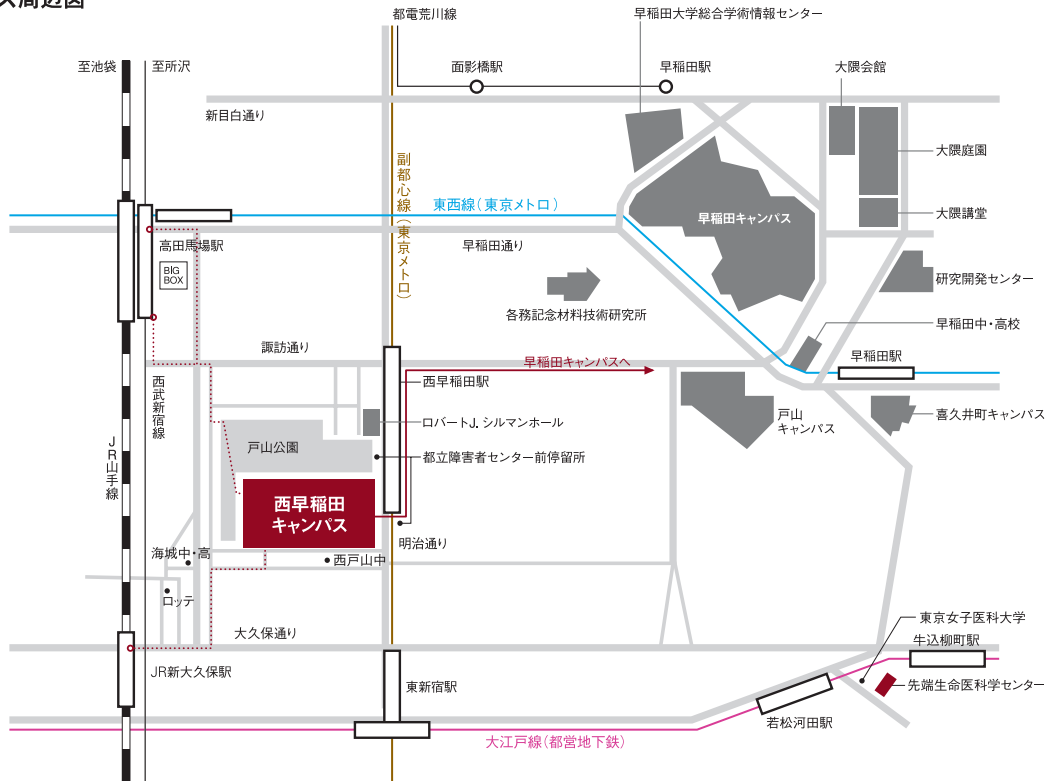 ス周辺図
都電荒川線
早稲田大学総合学術情報センター
至池袋
至所沢
面影橋駅
早稲田駅
大隈会館
新目白通り
大隈庭園
副都心線(東京メトロ)
東西線(東京メトロ)
早稲田キャンパス
大隈講堂
高田馬場駅
早稲田通り
BIG
BOX
研究開発センター
各務記念材料技術研究所
早稲田中・高校
諏訪通り
早稲田キャンパスへ
早稲田駅
西武新宿線
西早稲田駅
戸山
キャンパス
喜久井町キャンパス
ロバートJ. シルマンホール
JR山手線
戸山公園
都立障害者センター前停留所
西早稲田
キャンパス
明治通り
海城中・高
西戸山中
ロッテ
大久保通り
東京女子医科大学
牛込柳町駅
JR新大久保駅
東新宿駅
先端生命医科学センター
若松河田駅
大江戸線(都営地下鉄)